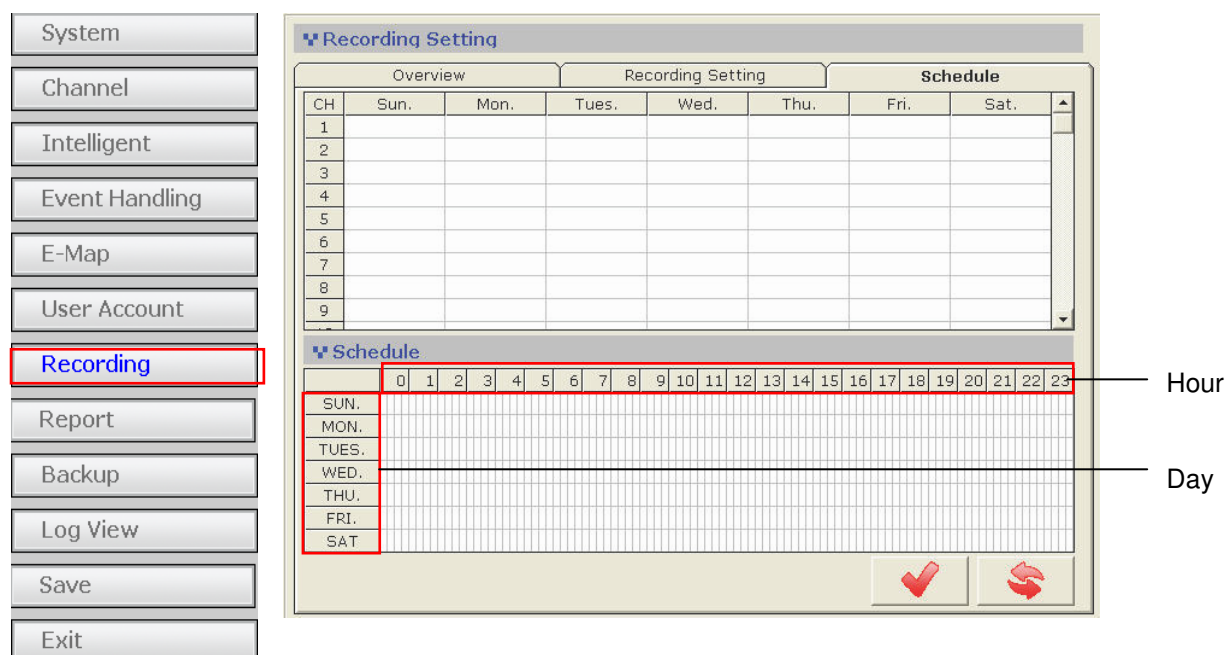 System
Channel
Intelligent
Event Handling
E-Map
User Account
Recording
Report
Backup
Log View
Save
Exit
Recording Setting
Overview Recording Setting Schedule
CH Sun. Mon. Tues. Wed. Thu. Fri. Sat.
1
2
3
4
5
6
7
8
9
Schedule
0 1 2 3 4 5 6 7 8 9 10 11 12 13 14 15 16 17 18 19 20 21 22 23
SUN.
MON.
TUES.
WED.
THU.
FRI.
SAT
Hour
Day